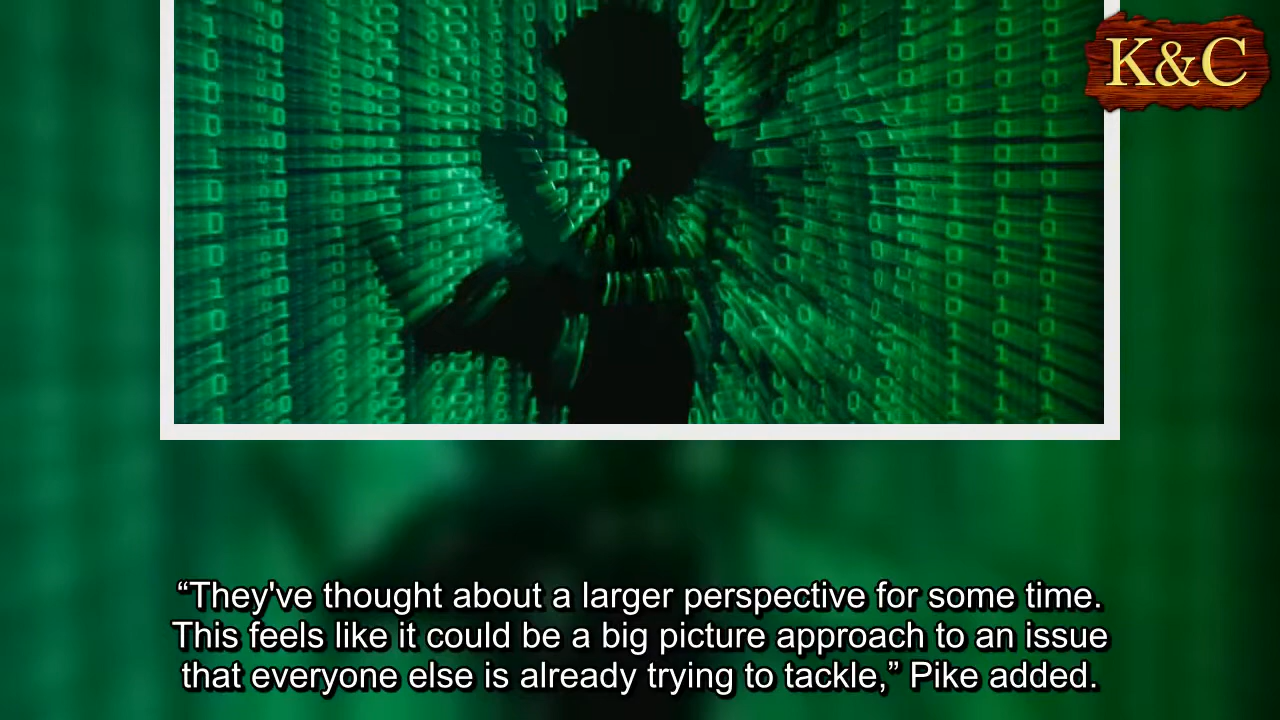 K&C
“They've thought about a larger perspective for some time.
This feels like it could be a big picture approach to an issue
that everyone else is already trying to tackle,” Pike added.